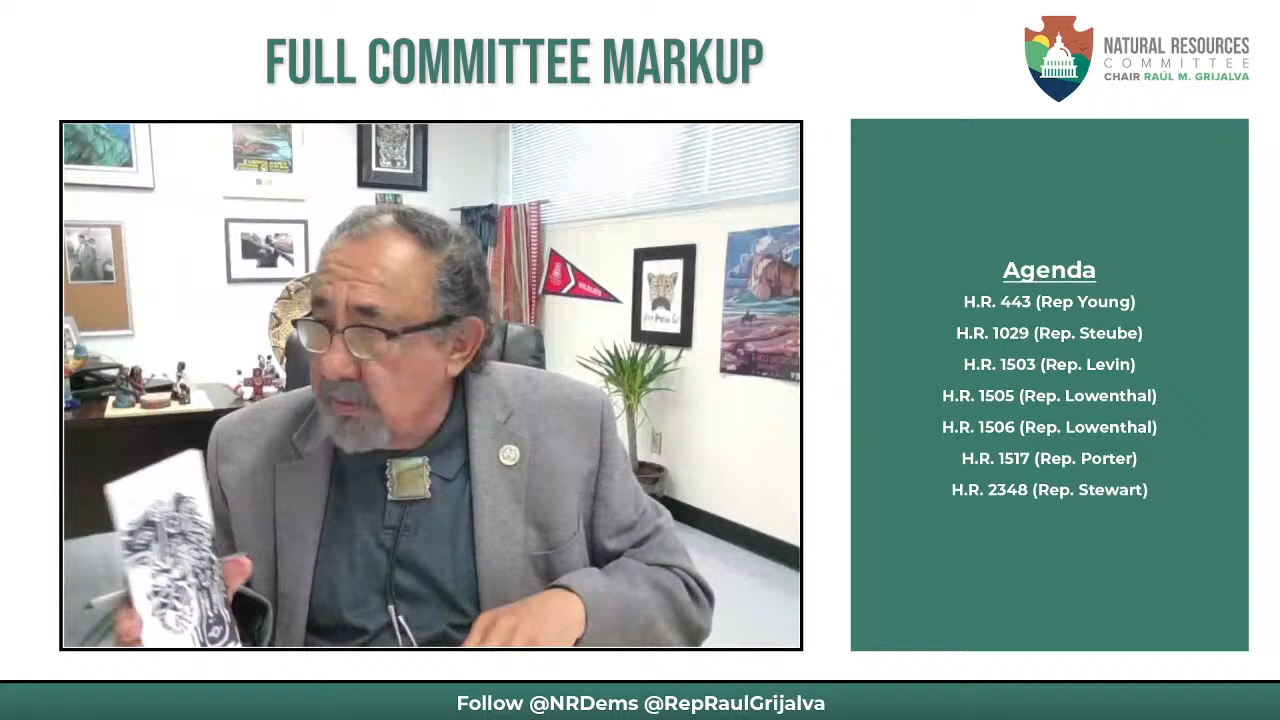 FULL COMMITTEE MARKUP
NATURAL RESOURCES
COMMITTEE
CHAIR RAÚL M. GRIJALVA
WILDCATS
Agenda
H.R. 443 (Rep Young)
H.R. 1029 (Rep. Steube)
H.R. 1503 (Rep. Levin)
H.R. 1505 (Rep. Lowenthal)
H.R. 1506 (Rep. Lowenthal)
H.R. 1517 (Rep. Porter)
H.R. 2348 (Rep. Stewart)
Follow @NRDems @RepRaulGrijalva